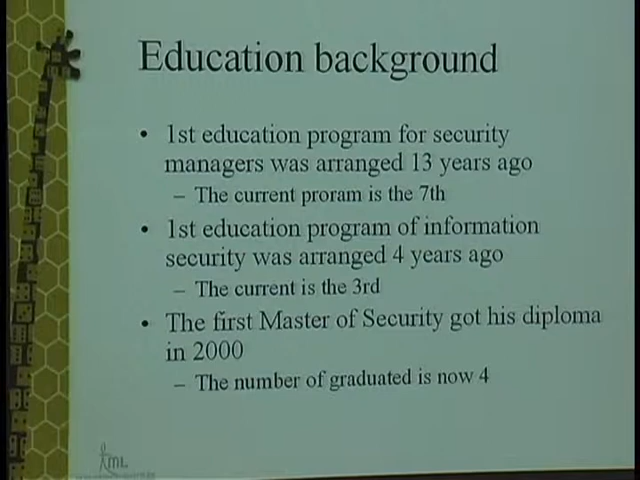 Education background
• 1st education program for security
managers was arranged 13 years ago
– The current proram is the 7th
• 1st education program of information
security was arranged 4 years ago
– The current is the 3rd
• The first Master of Security got his diploma
in 2000
– The number of graduated is now 4